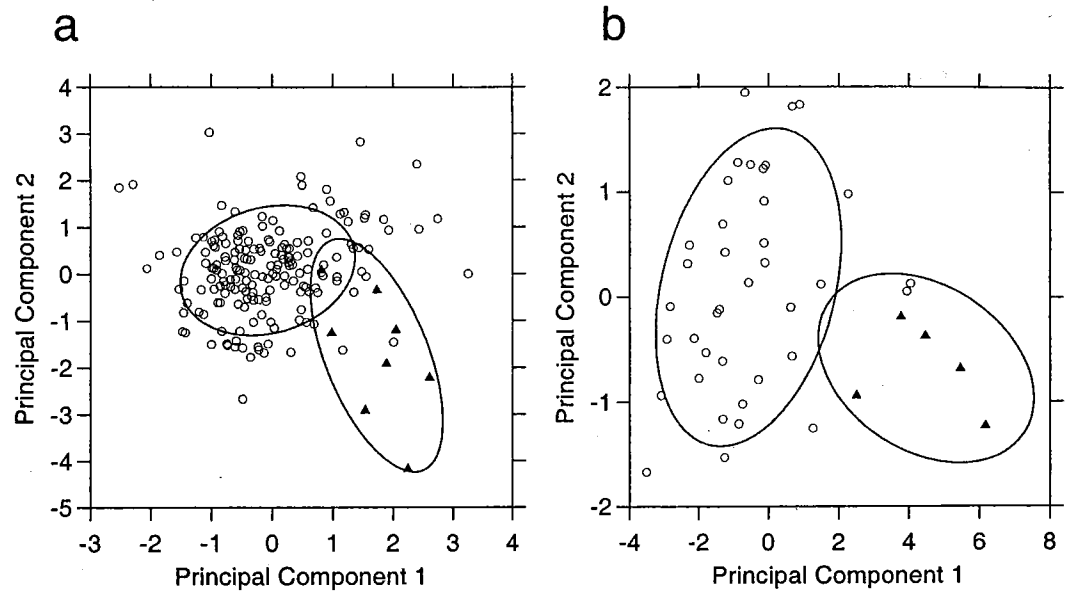 a
b
4
3
2
1
0
-1
-2
-3
-4
-5
Principal Component 2
-3 -2 -1 0 1 2 3 4
Principal Component 1
2
1
0
-1
-2
Principal Component 2
-4 -2 0 2 4 6 8
Principal Component 1